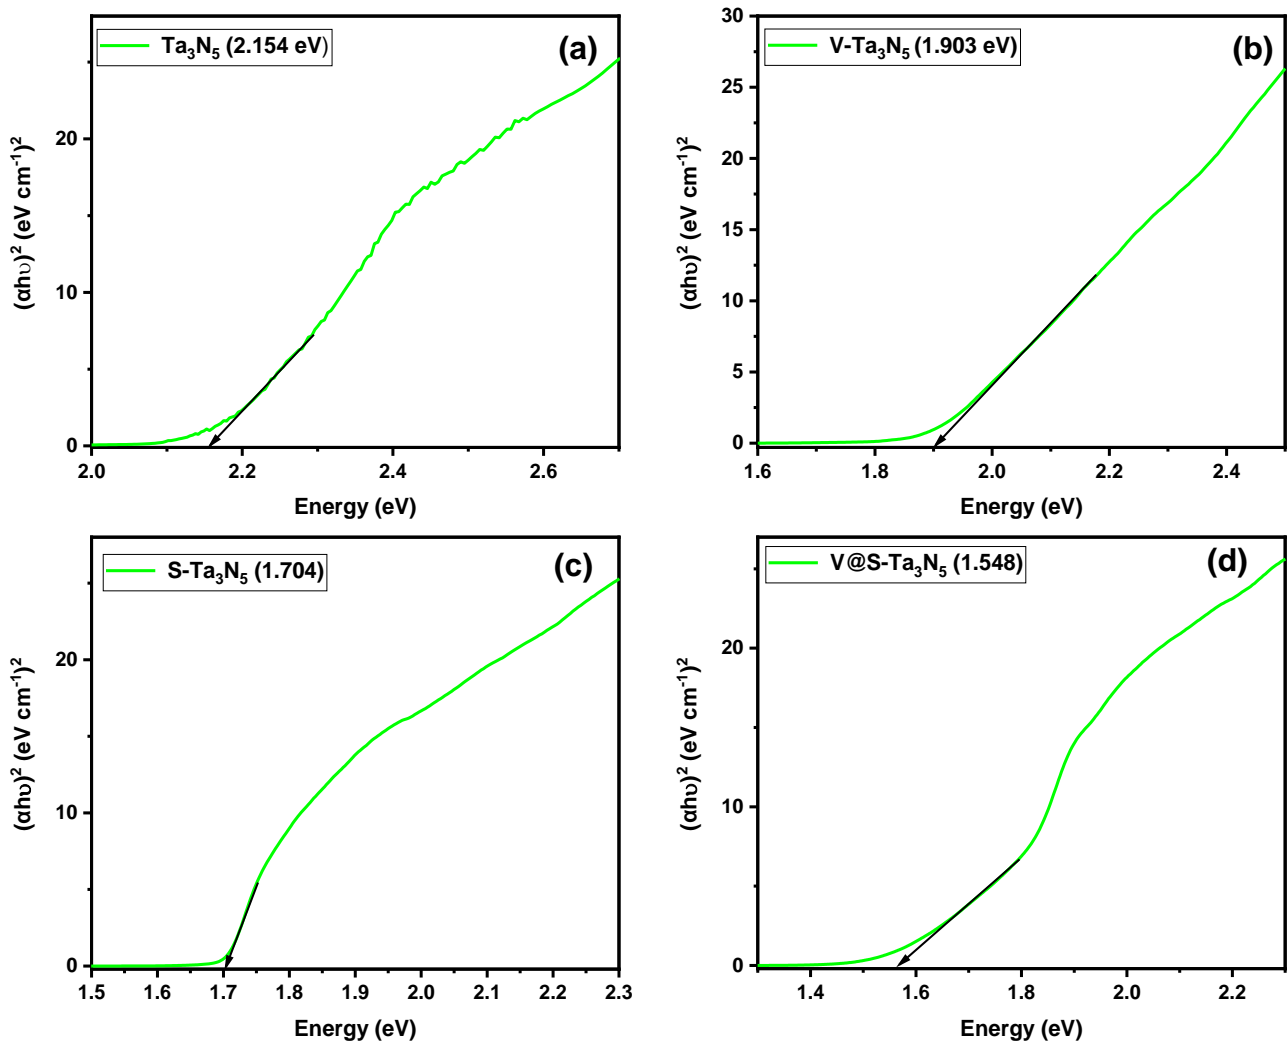 Ta₃N₅ (2.154 eV)
(a)
(αhυ)² (eV cm⁻¹)²
20
10
0
2.0 2.2 2.4 2.6
Energy (eV)
V-Ta₃N₅ (1.903 eV)
(b)
(αhυ)² (eV cm⁻¹)²
30
25
20
15
10
5
0
1.6 1.8 2.0 2.2 2.4
Energy (eV)
S-Ta₃N₅ (1.704)
(c)
(αhυ)² (eV cm⁻¹)²
20
10
0
1.5 1.6 1.7 1.8 1.9 2.0 2.1 2.2 2.3
Energy (eV)
V@S-Ta₃N₅ (1.548)
(d)
(αhυ)² (eV cm⁻¹)²
20
10
0
1.4 1.6 1.8 2.0 2.2
Energy (eV)